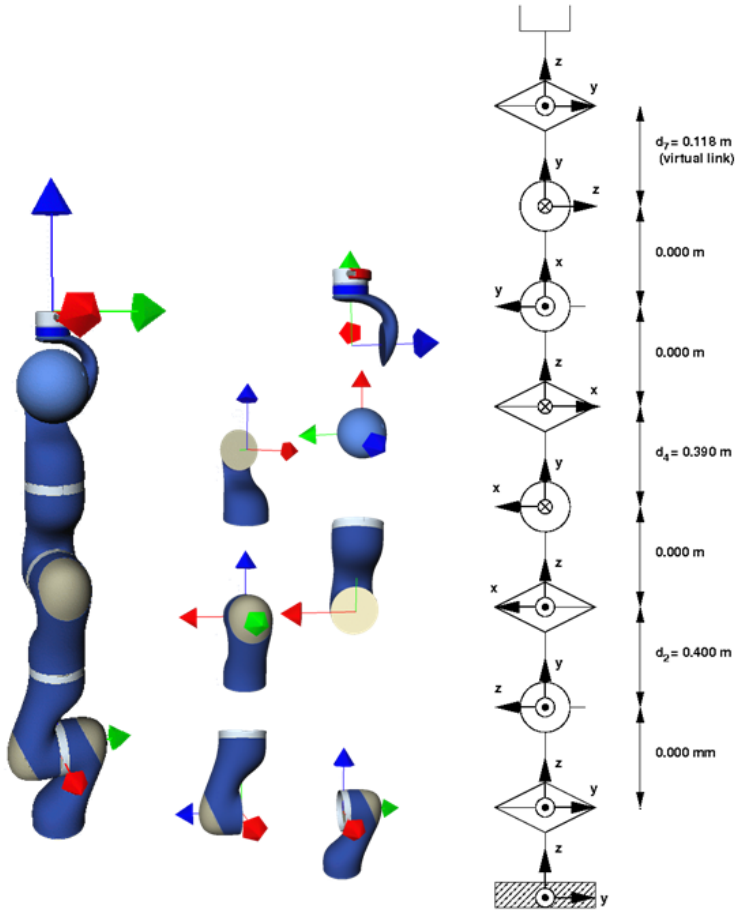 z
y
d7 = 0.118 m
(virtual link)
y
z
0.000 m
x
y
0.000 m
z
x
d4 = 0.390 m
y
x
0.000 m
z
x
d2 = 0.400 m
y
z
0.000 mm
z
y
z
y